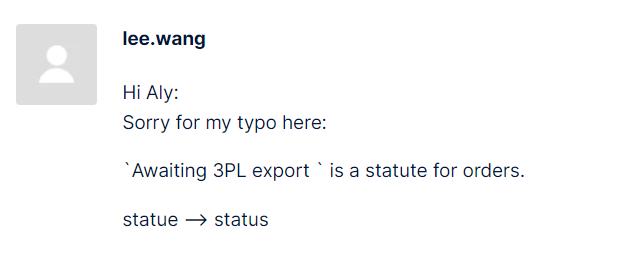 lee.wang
Hi Aly:
Sorry for my typo here:
`Awaiting 3PL export ` is a statute for orders.
statue --> status